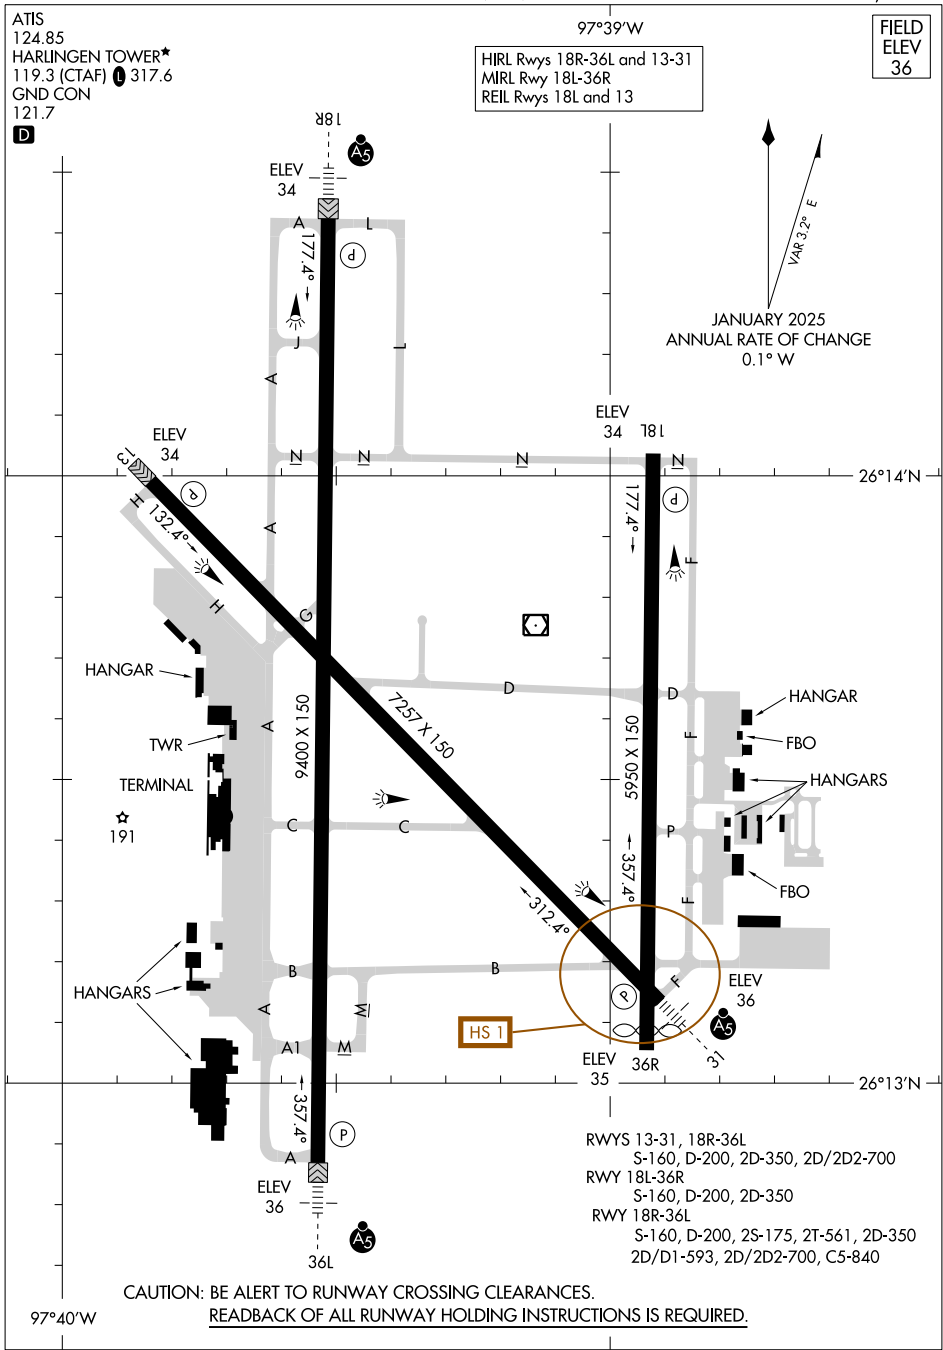 97°39'W
ATIS
124.85
HARLINGEN TOWER★
119.3 (CTAF) L 317.6
GND CON
121.7
D
HIRL Rwys 18R-36L and 13-31
MIRL Rwy 18L-36R
REIL Rwys 18L and 13
FIELD
ELEV
36
VAR 3.2° E
JANUARY 2025
ANNUAL RATE OF CHANGE
0.1° W
18R
A5
ELEV
34
A
L
P
177.4°
J
L
A
ELEV
34
13
P
H
132.4°
N
N
N
N
ELEV
34
18L
26°14'N
P
177.4°
A
F
H
G
HANGAR
D
D
HANGAR
TWR
A
9400 X 150
7257 X 150
5950 X 150
F
FBO
TERMINAL
HANGARS
191
C
C
P
357.4°
312.4°
F
FBO
HANGARS
B
B
A
M
P
F
ELEV
36
A5
HS 1
A1
M
ELEV
35
36R
31
26°13'N
357.4°
P
A
ELEV
36
36L
A5
RWYS 13-31, 18R-36L
S-160, D-200, 2D-350, 2D/2D2-700
RWY 18L-36R
S-160, D-200, 2D-350
RWY 18R-36L
S-160, D-200, 2S-175, 2T-561, 2D-350
2D/D1-593, 2D/2D2-700, C5-840
CAUTION: BE ALERT TO RUNWAY CROSSING CLEARANCES.
READBACK OF ALL RUNWAY HOLDING INSTRUCTIONS IS REQUIRED.
97°40'W